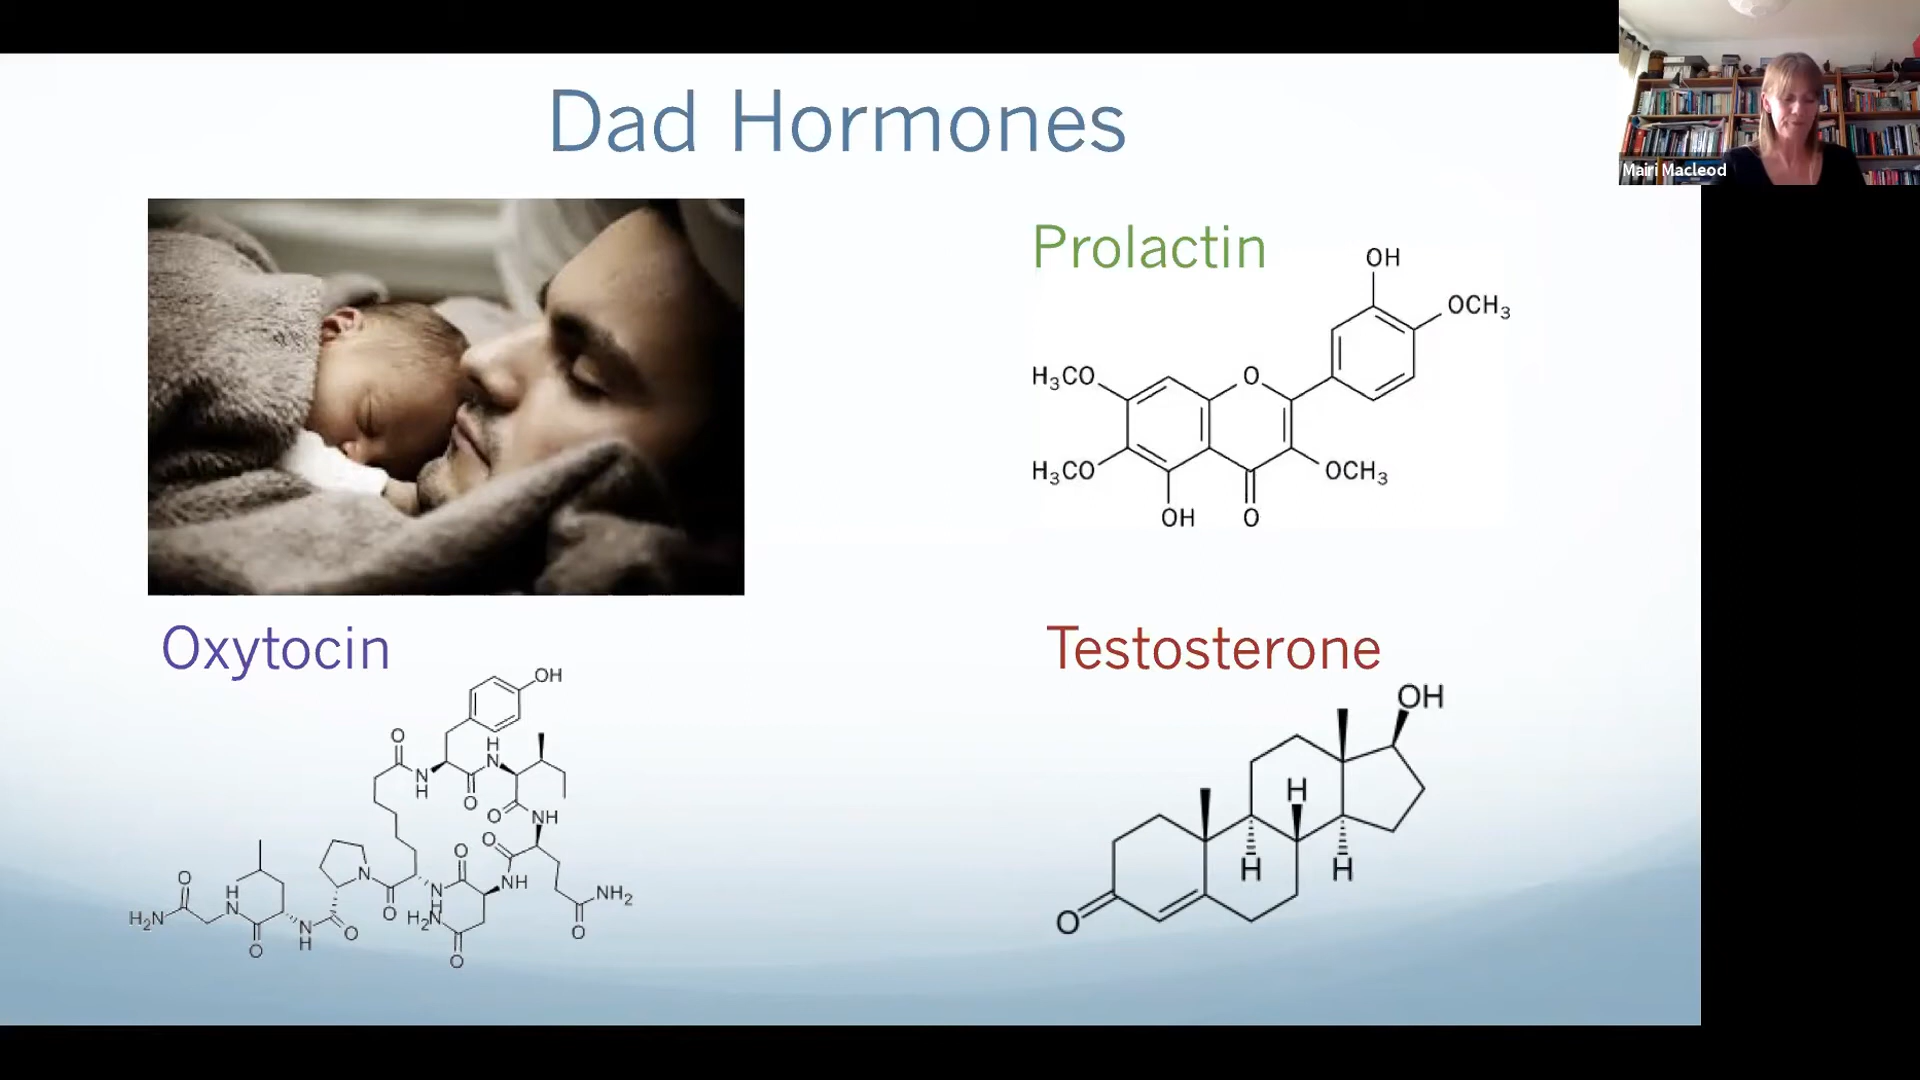 Dad Hormones
Mairi Macleod
Prolactin
OH
OCH₃
H₃CO
O
H₃CO
OCH₃
OH
O
Oxytocin
OH
O
H
N
N
H
O
O
NH
O
O
O
H
N
N
O
NH
NH₂
H₂N
O
N
H
O
NH
O
H₂N
O
O
Testosterone
OH
H
H
H
O